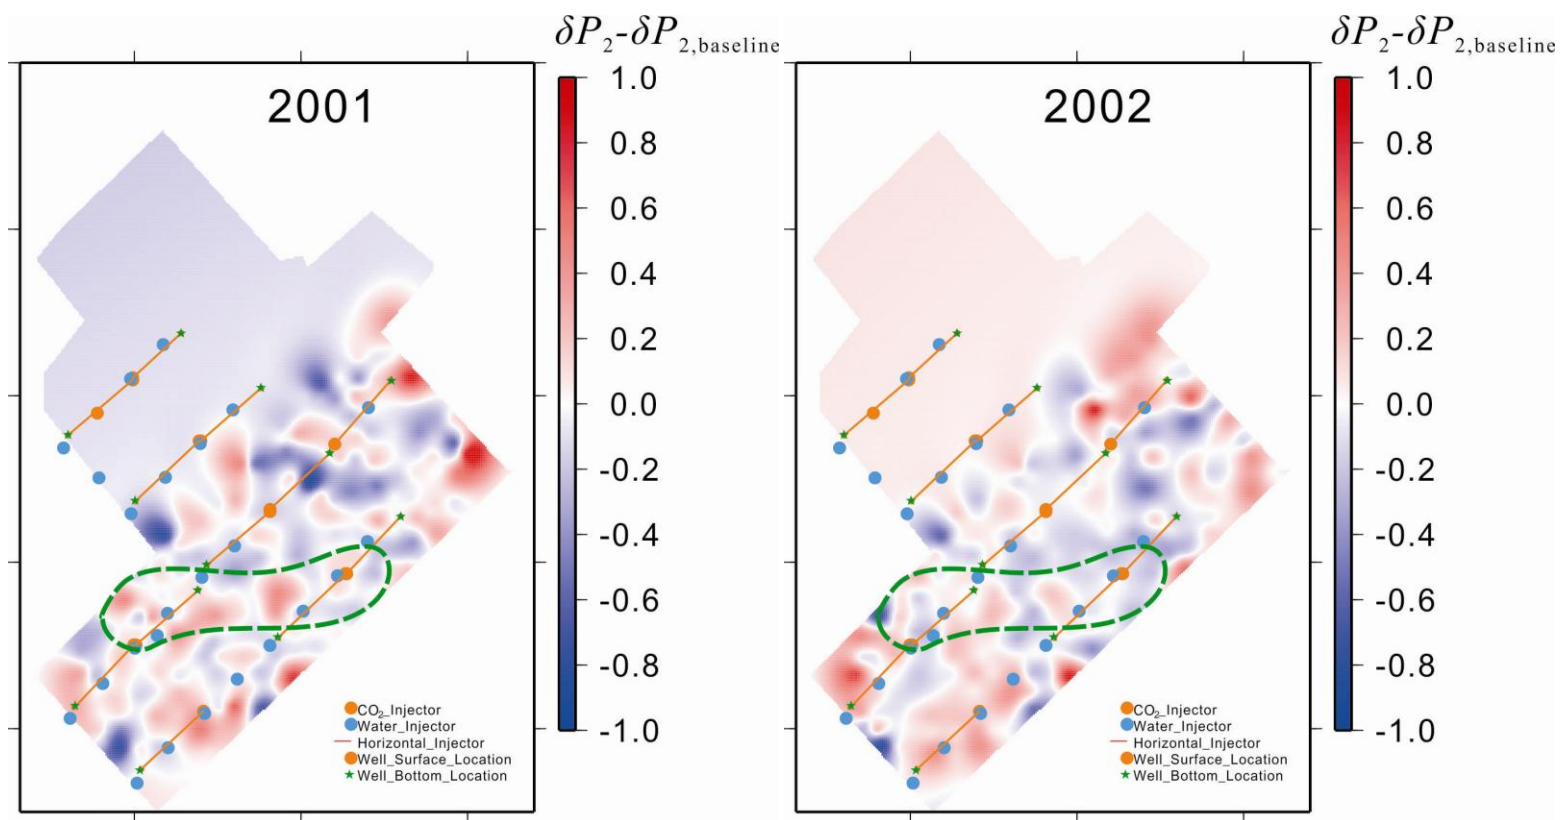 δP₂-δP₂,baseline
2001
1.0
0.8
0.6
0.4
0.2
0.0
-0.2
-0.4
-0.6
-0.8
-1.0
CO₂_Injector
Water_Injector
Horizontal_Injector
Well_Surface_Location
Well_Bottom_Location
δP₂-δP₂,baseline
2002
1.0
0.8
0.6
0.4
0.2
0.0
-0.2
-0.4
-0.6
-0.8
-1.0
CO₂_Injector
Water_Injector
Horizontal_Injector
Well_Surface_Location
Well_Bottom_Location